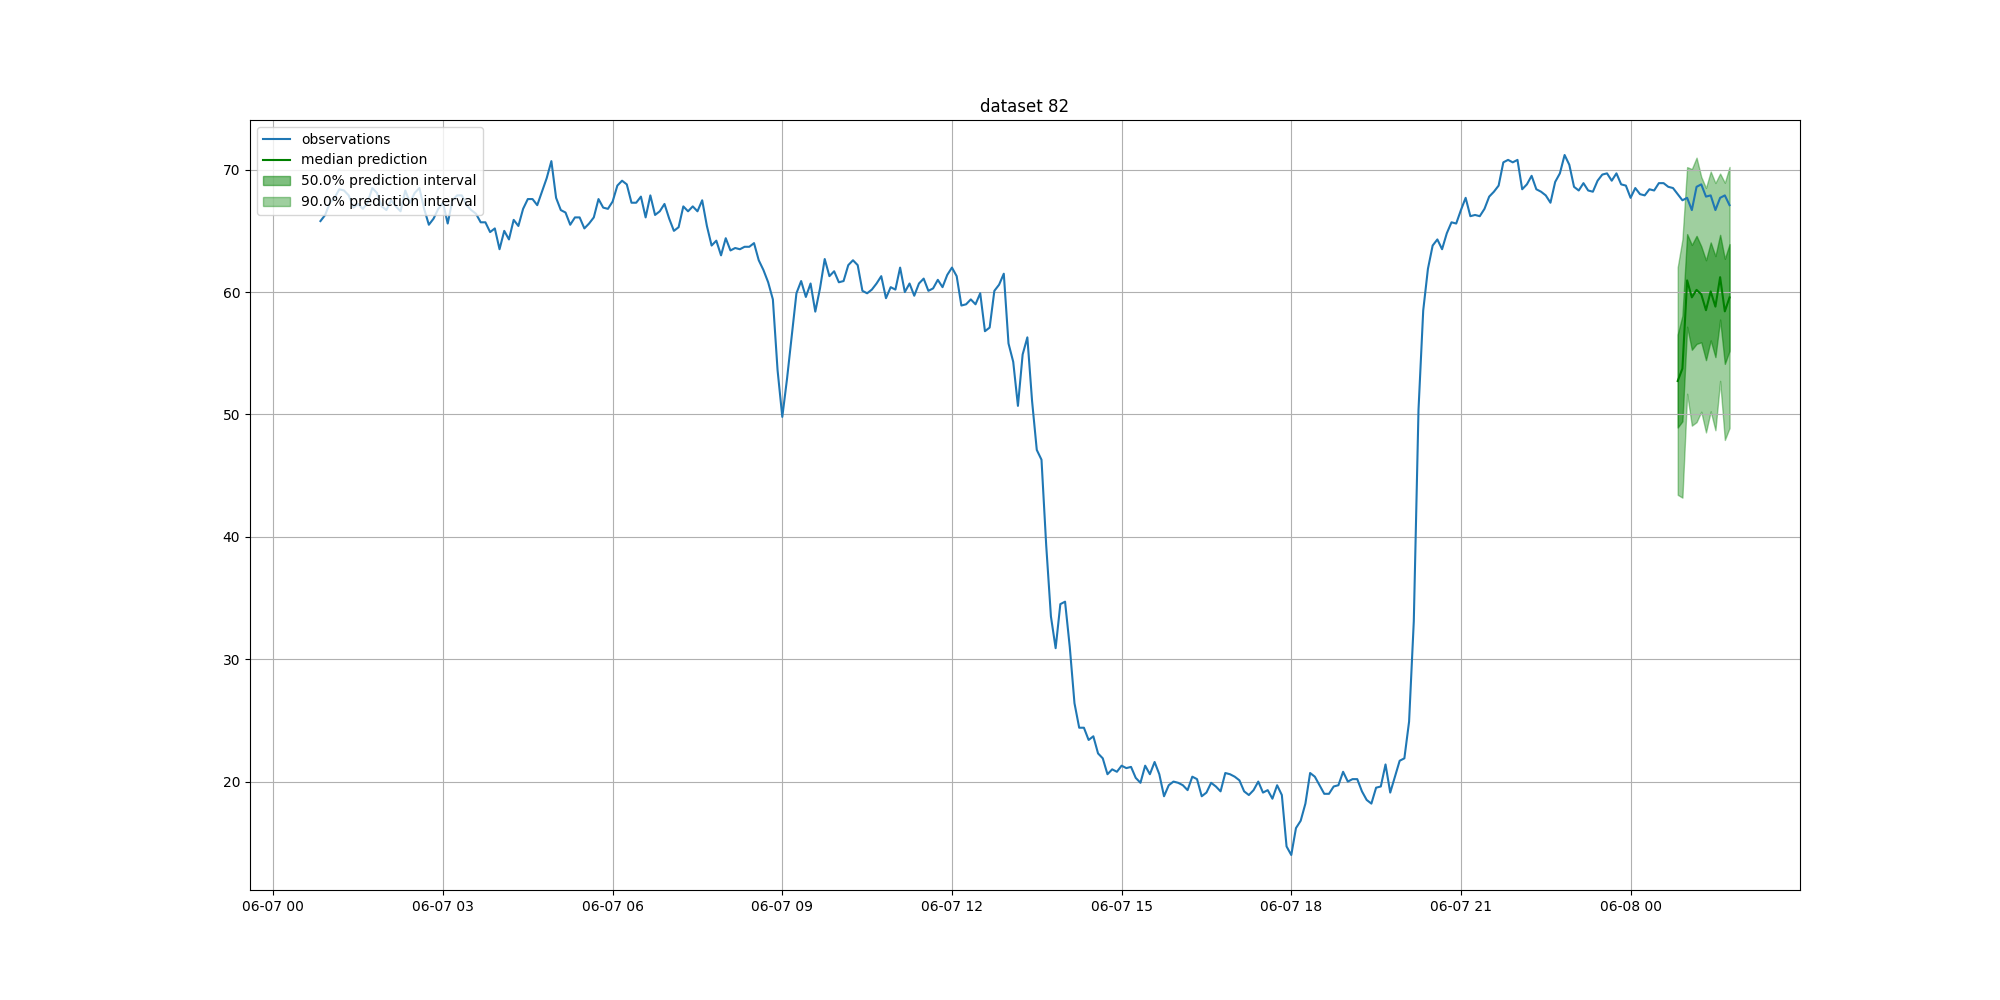 dataset 82
observations
median prediction
50.0% prediction interval
90.0% prediction interval
70
60
50
40
30
20
06-07 00 06-07 03 06-07 06 06-07 09 06-07 12 06-07 15 06-07 18 06-07 21 06-08 00